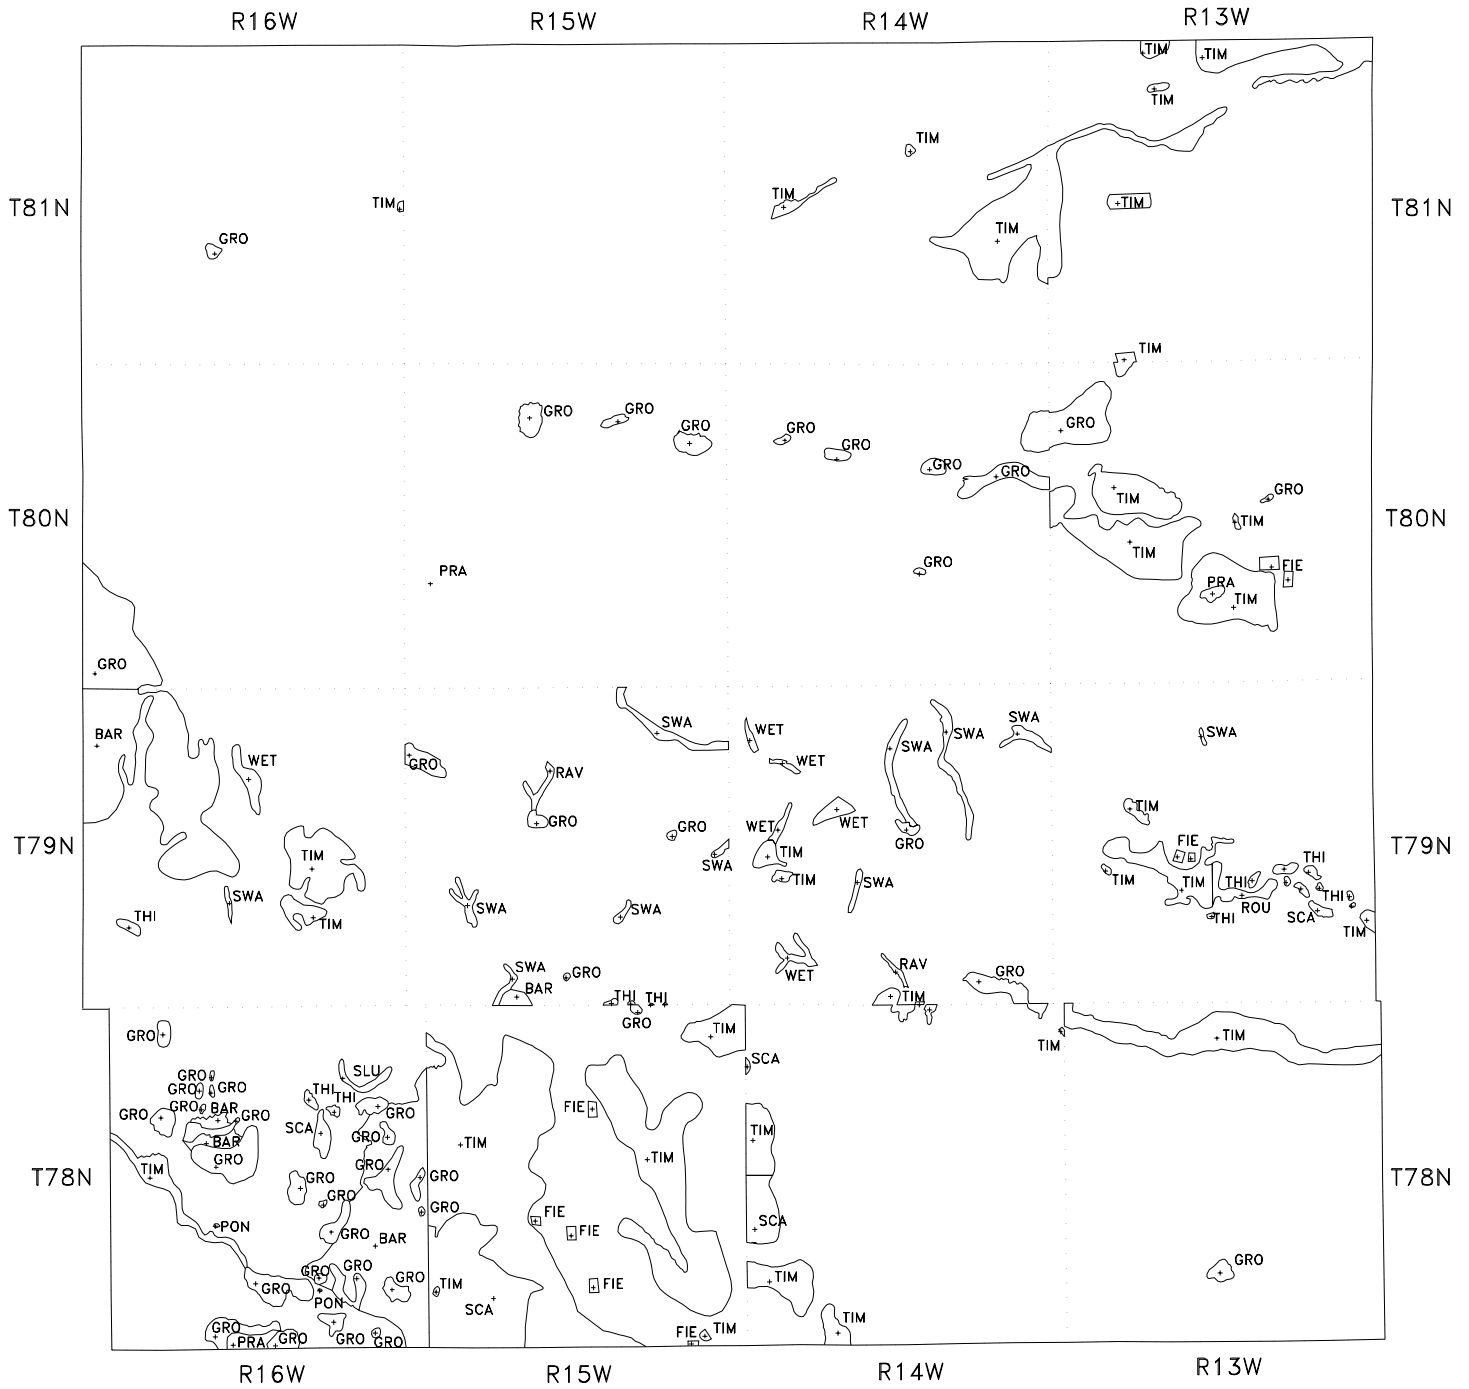 R16W R15W R14W R13W
TIM TIM
TIM
TIM
T81N TIM TIM TIM T81N
GRO TIM
TIM
GRO GRO GRO GRO GRO GRO
GRO GRO
TIM GRO
T80N TIM T80N
TIM
PRA GRO FIE
PRA TIM
GRO
SWA SWA
BAR WET SWA SWA SWA
WET GRO RAV WET
TIM
GRO GRO WET WET
T79N GRO FIE T79N
TIM SWA TIM THI
TIM SWA TIM TIM THI
SWA SWA SWA ROU THI
THI TIM THI SCA TIM
SWA GRO WET RAV GRO
BAR TIM
THI THI
GRO
GRO TIM TIM TIM
SCA
SLU
GRO
GRO GRO THI THI
GRO BAR GRO GRO FIE
GRO SCA GRO TIM
BAR TIM
GRO GRO TIM
T78N TIM GRO GRO T78N
GRO GRO
PON GRO FIE FIE SCA
BAR
GRO GRO GRO TIM FIE TIM GRO
GRO PON SCA
GRO TIM
PRA GRO GRO GRO FIE TIM
R16W R15W R14W R13W